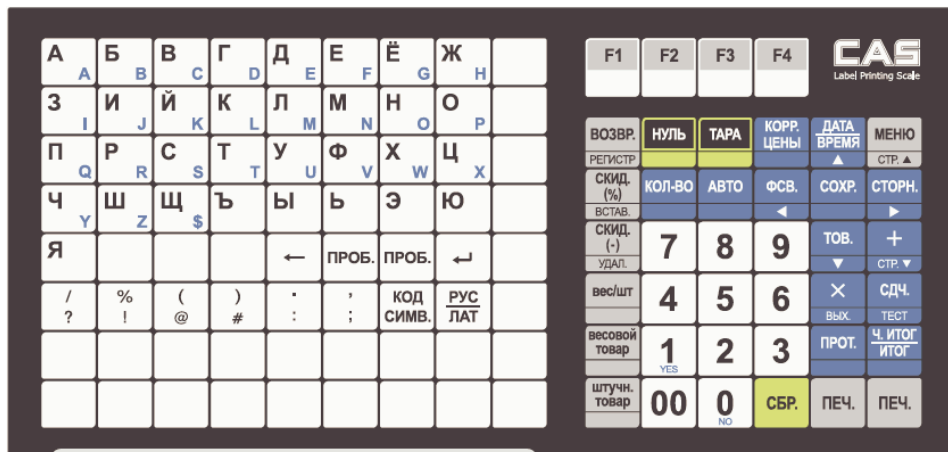 А A Б B В C Г D Д E Е F Ё G Ж H
З I И J Й K К L Л M М N Н O О P
П Q Р R С S Т T У U Ф V Х W Ц X
Ч Y Ш Z Щ $ Ъ Ы Ь Э Ю
Я ← ПРОБ. ПРОБ. ↵
/ ? % ! ( @ ) # . : , ; КОД СИМВ. РУС ЛАТ
F1 F2 F3 F4
CAS
Label Printing Scale
ВОЗВР. РЕГИСТР НУЛЬ ТАРА КОРР. ЦЕНЫ ДАТА ВРЕМЯ ▲ МЕНЮ СТР. ▲
СКИД. (%) ВСТАВ. КОЛ-ВО АВТО ФСВ. ◀ СОХР. СТОРН. ▶
СКИД. (-) УДАЛ. 7 8 9 ТОВ. ▼ + СТР. ▼
вес/шт 4 5 6 × ВЫХ. СДЧ. ТЕСТ
весовой товар 1 YES 2 3 ПРОТ. Ч. ИТОГ ИТОГ
штучн. товар 00 0 NO СБР. ПЕЧ. ПЕЧ.